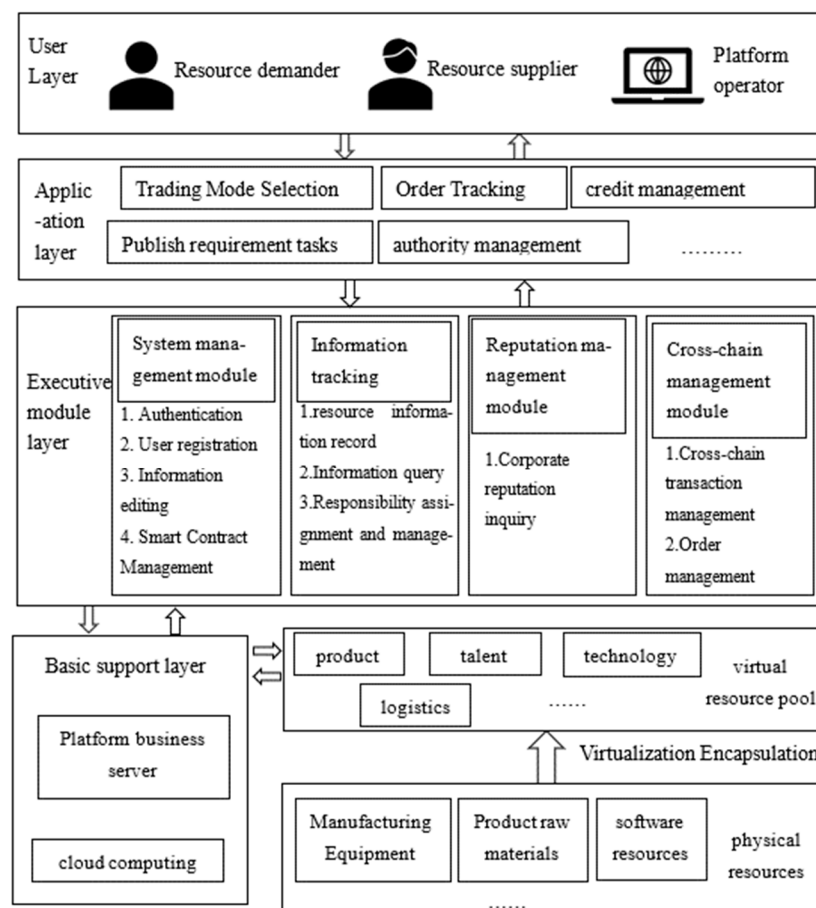 User
Layer
Resource demander
Resource supplier
Platform
operator
Applic
-ation
layer
Trading Mode Selection
Order Tracking
credit management
Publish requirement tasks
authority management
………
Executive
module
layer
System mana-
gement module
1. Authentication
2. User registration
3. Information
editing
4. Smart Contract
Management
Information
tracking
1.resource informa-
tion record
2.Information query
3.Responsibility assi-
gnment and manage-
ment
Reputation ma-
nagement
module
1.Corporate
reputation
inquiry
Cross-chain
management
module
1.Cross-chain
transaction
management
2.Order
management
Basic support layer
Platform business
server
cloud computing
product
talent
technology
logistics
……
virtual
resource pool
Virtualization Encapsulation
Manufacturing
Equipment
Product raw
materials
software
resources
physical
resources
……